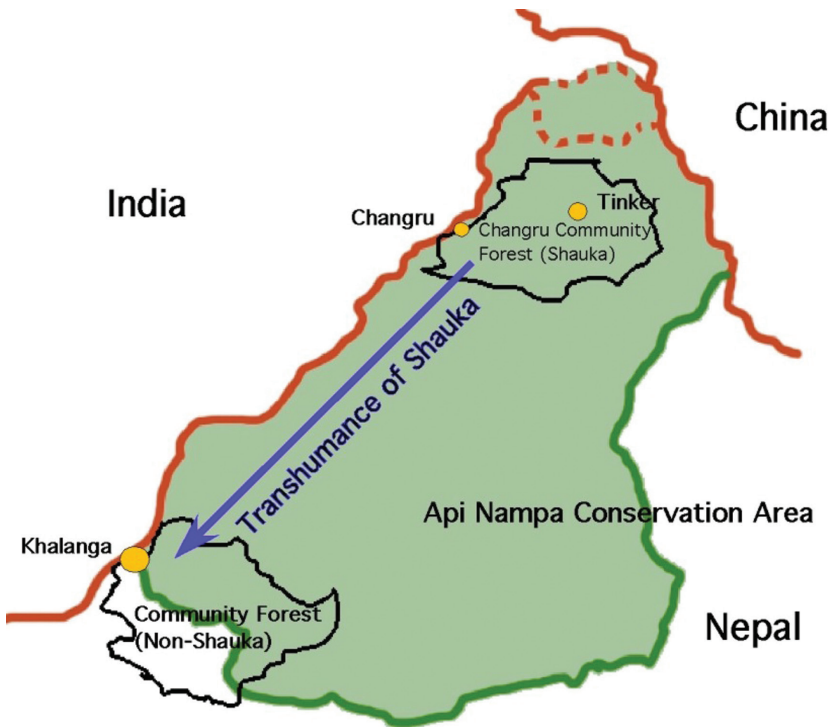 China
India
Tinker
Changru
Changru Community
Forest (Shauka)
Transhumance of Shauka
Api Nampa Conservation Area
Khalanga
Community Forest
(Non-Shauka)
Nepal